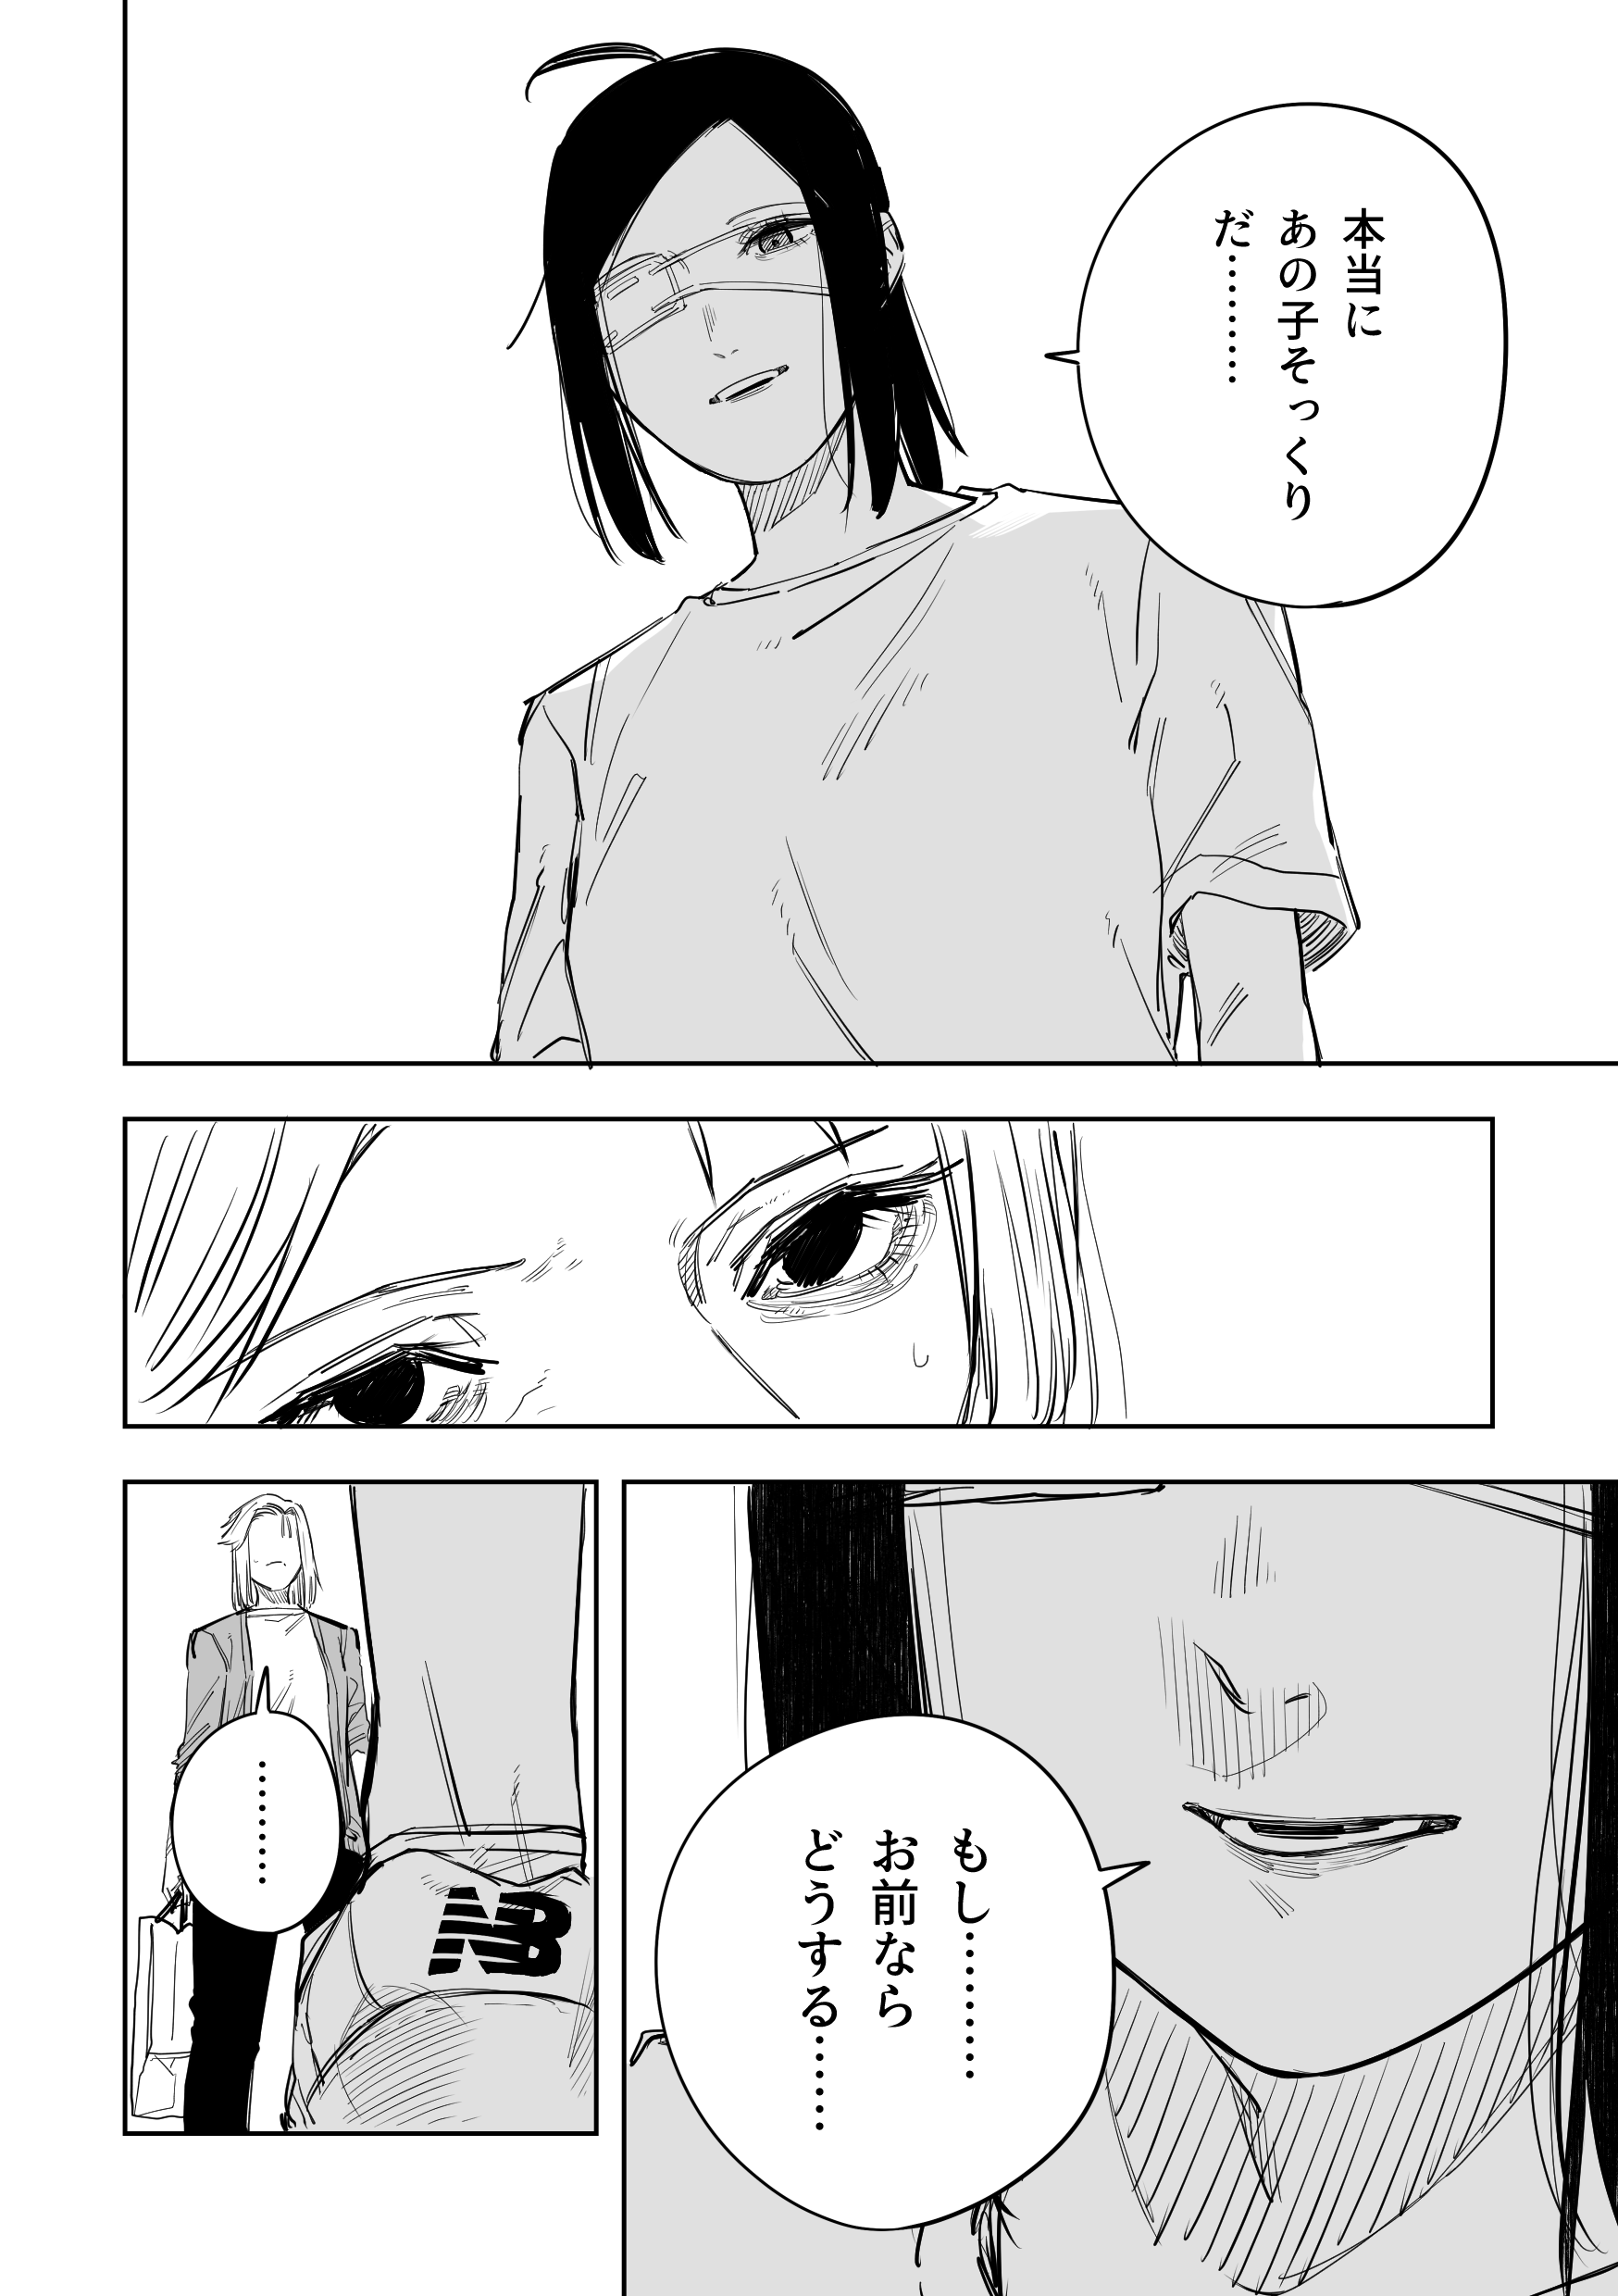 本当に
あの子そっくり
だ………
もし………
お前なら
どうする……
………
NB